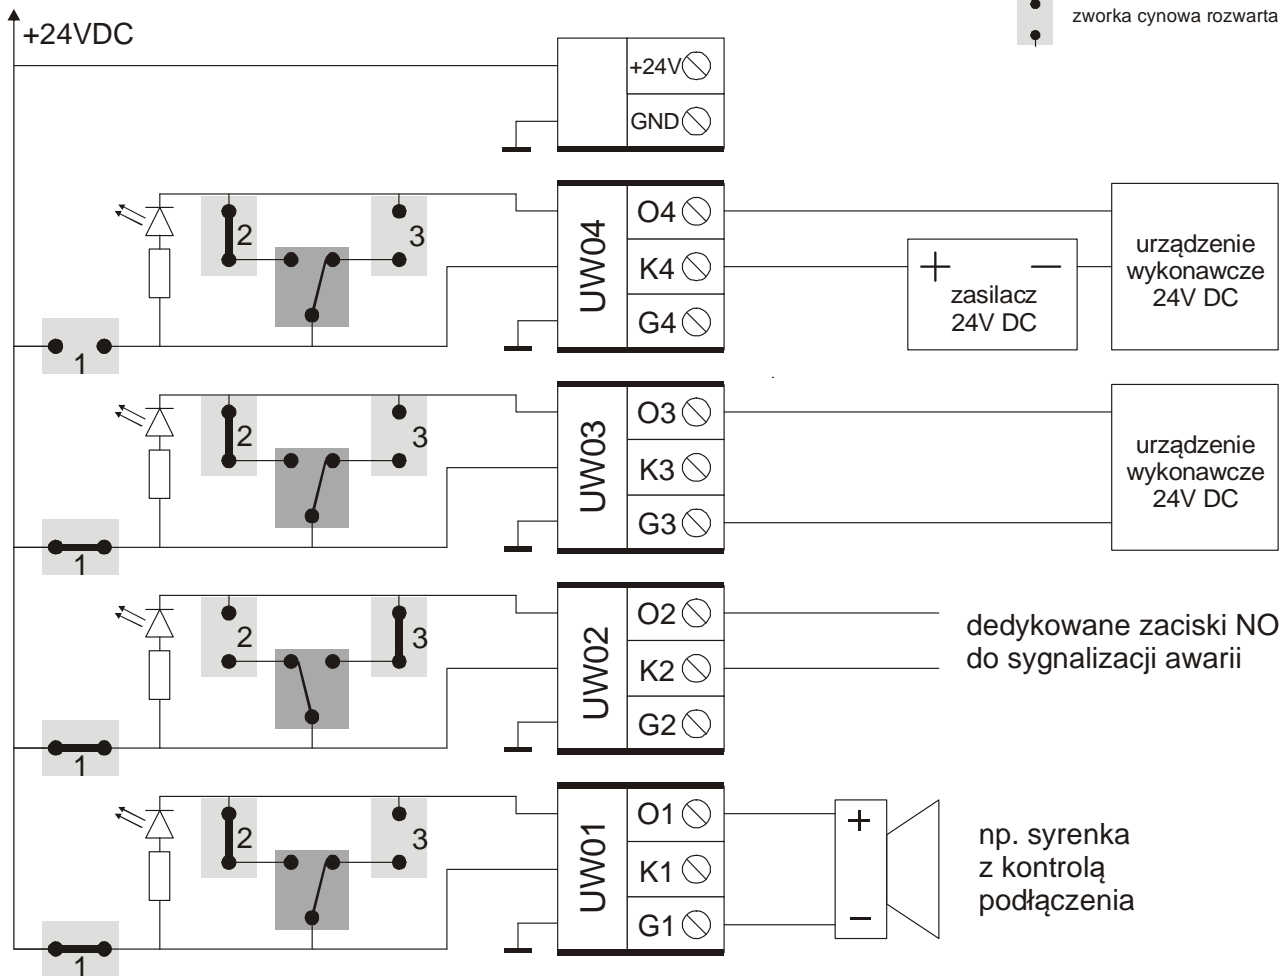 +24VDC
zworka cynowa rozwarta
+24V
GND
2
3
1
UW04
O4
K4
G4
+ −
zasilacz
24V DC
urządzenie
wykonawcze
24V DC
2
3
1
UW03
O3
K3
G3
urządzenie
wykonawcze
24V DC
2
3
1
UW02
O2
K2
G2
dedykowane zaciski NO
do sygnalizacji awarii
2
3
1
UW01
O1
K1
G1
+
−
np. syrenka
z kontrolą
podłączenia